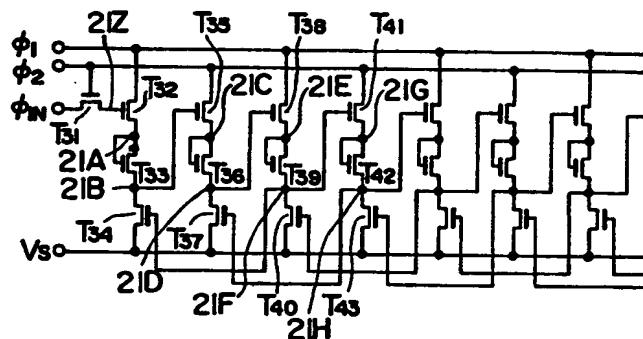 T35
21Z T38 T41
Φ1
Φ2
T32 21C 21E 21G
ΦIN
T31
21A
21B T33 T36 T39 T42
T34 T37
VS
21D 21F T40 T43
21H